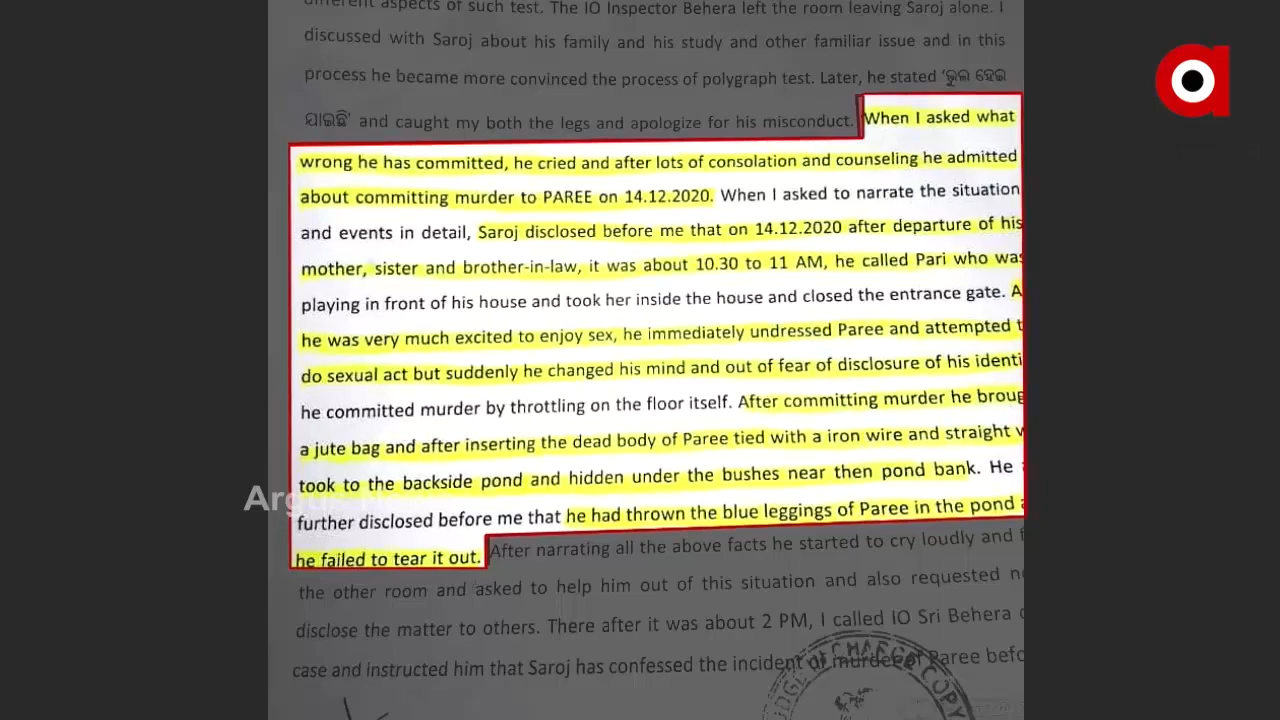 different aspects of such test. The IO Inspector Behera left the room leaving Saroj alone. I
discussed with Saroj about his family and his study and other familiar issue and in this
process he became more convinced the process of polygraph test. Later, he stated ‘ଭୁଲ ହେଇ
ଯାଇଛି’ and caught my both the legs and apologize for his misconduct. When I asked what
wrong he has committed, he cried and after lots of consolation and counseling he admitted
about committing murder to PAREE on 14.12.2020. When I asked to narrate the situation
and events in detail, Saroj disclosed before me that on 14.12.2020 after departure of his
mother, sister and brother-in-law, it was about 10.30 to 11 AM, he called Pari who was
playing in front of his house and took her inside the house and closed the entrance gate. A
he was very much excited to enjoy sex, he immediately undressed Paree and attempted t
do sexual act but suddenly he changed his mind and out of fear of disclosure of his identi
he committed murder by throttling on the floor itself. After committing murder he broug
a jute bag and after inserting the dead body of Paree tied with a iron wire and straight
took to the backside pond and hidden under the bushes near then pond bank. He
further disclosed before me that he had thrown the blue leggings of Paree in the pond
he failed to tear it out. After narrating all the above facts he started to cry loudly and
the other room and asked to help him out of this situation and also requested
disclose the matter to others. There after it was about 2 PM, I called IO Sri Behera
case and instructed him that Saroj has confessed the incident of murder of Paree befo
Argus
COPY